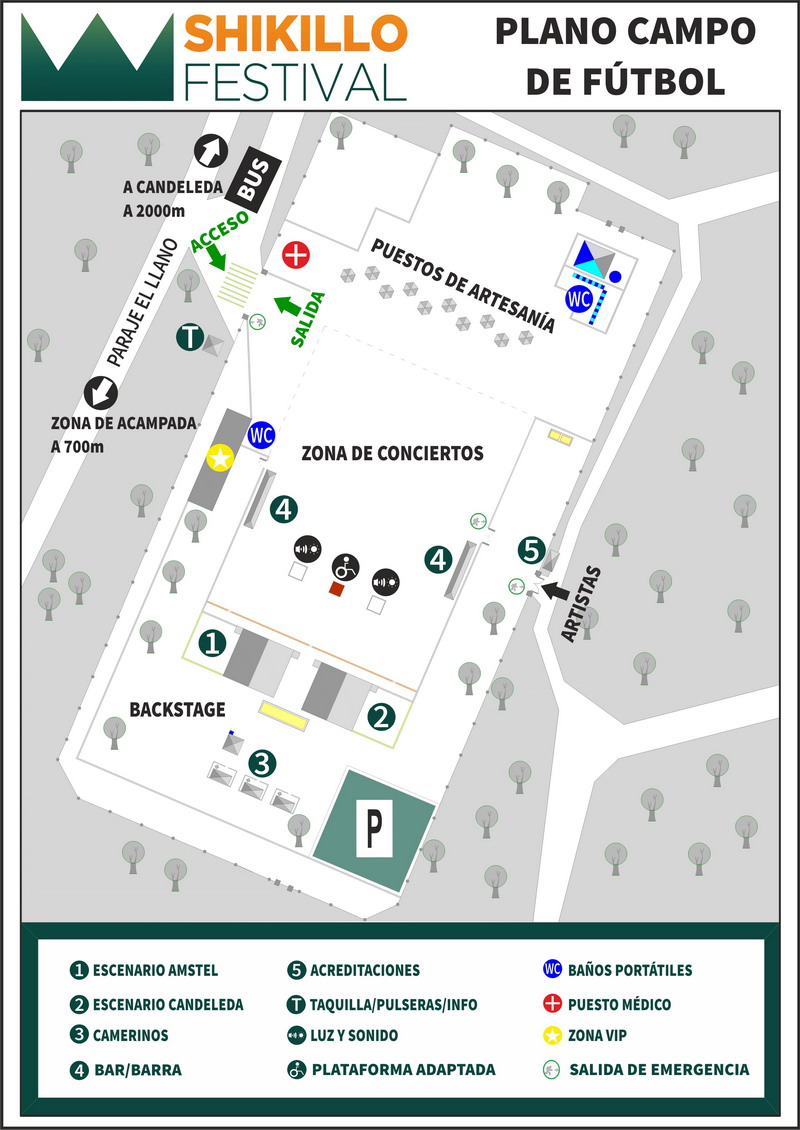 SHIKILLO
FESTIVAL
PLANO CAMPO
DE FÚTBOL
BUS
A CANDELEDA
A 2000m
ACCESO
PARAJE EL LLANO
SALIDA
PUESTOS DE ARTESANÍA
WC
T
ZONA DE ACAMPADA
A 700m
WC
ZONA DE CONCIERTOS
4
4
5
ARTISTAS
1
2
BACKSTAGE
3
P
1 ESCENARIO AMSTEL
2 ESCENARIO CANDELEDA
3 CAMERINOS
4 BAR/BARRA
5 ACREDITACIONES
T TAQUILLA/PULSERAS/INFO
LUZ Y SONIDO
PLATAFORMA ADAPTADA
WC BAÑOS PORTÁTILES
PUESTO MÉDICO
ZONA VIP
SALIDA DE EMERGENCIA